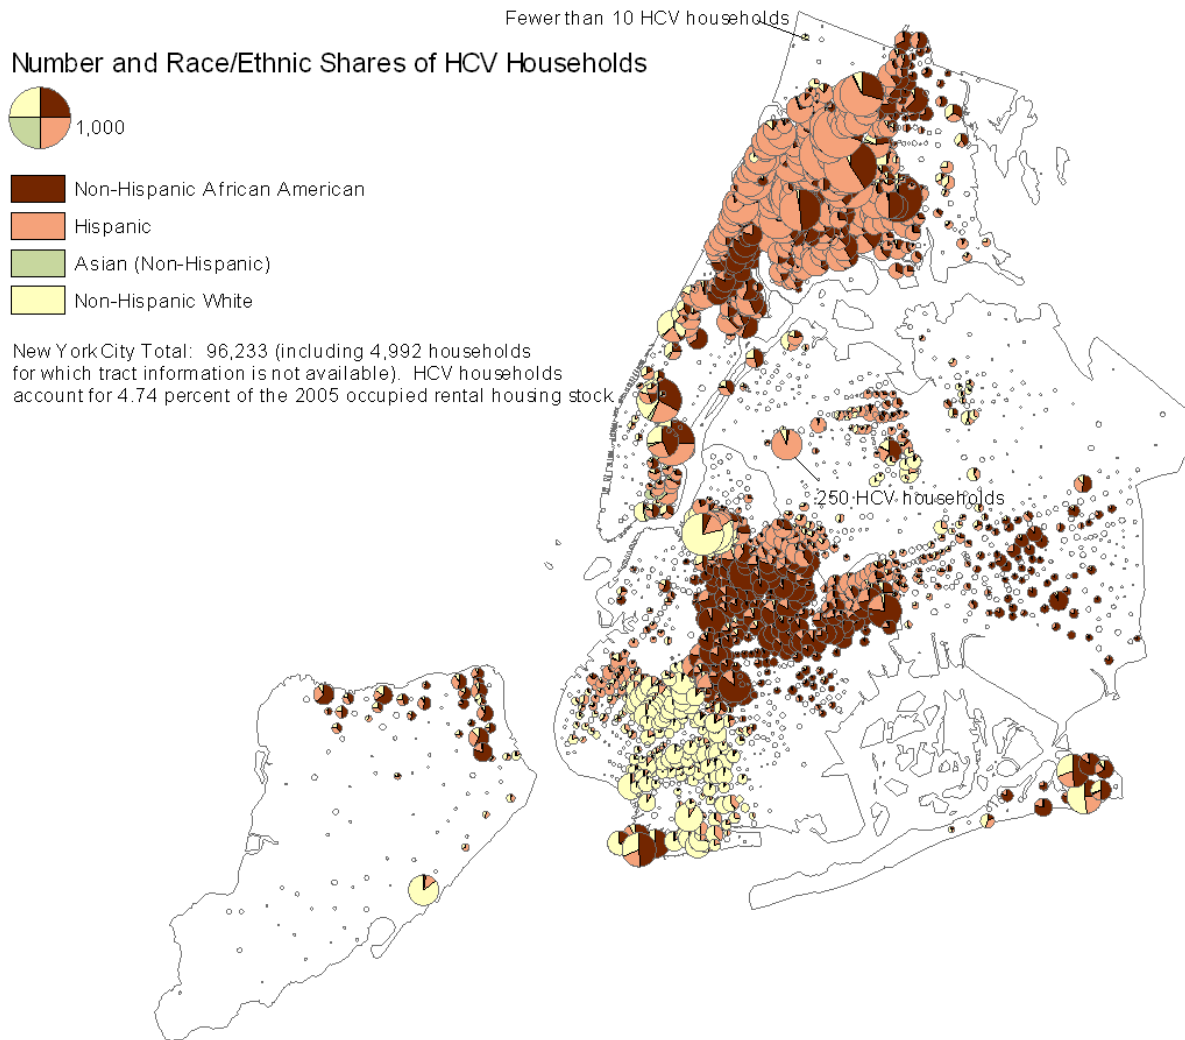 Fewer than 10 HCV households
Number and Race/Ethnic Shares of HCV Households
1,000
Non-Hispanic African American
Hispanic
Asian (Non-Hispanic)
Non-Hispanic White
New York City Total: 96,233 (including 4,992 households
for which tract information is not available). HCV households
account for 4.74 percent of the 2005 occupied rental housing stock
250 HCV households